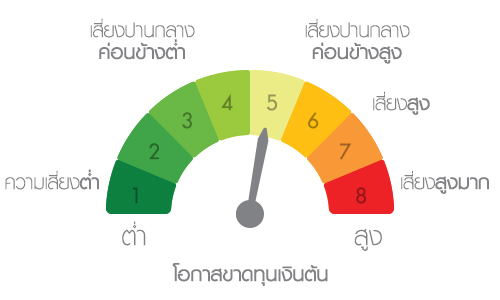 เสี่ยงปานกลาง
ค่อนข้างต่ำ
เสี่ยงปานกลาง
ค่อนข้างสูง
เสี่ยงสูง
ความเสี่ยงต่ำ
เสี่ยงสูงมาก
1
2
3
4
5
6
7
8
ต่ำ
สูง
โอกาสขาดทุนเงินต้น